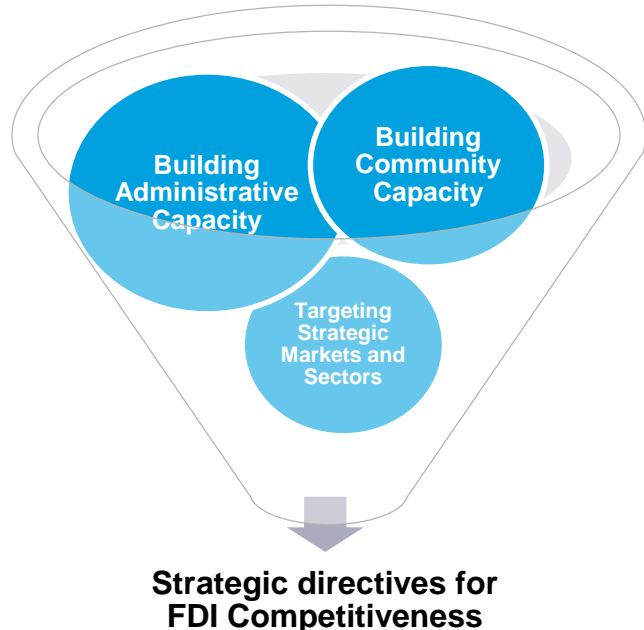 Building
Administrative
Capacity
Building
Community
Capacity
Targeting
Strategic
Markets and
Sectors
Strategic directives for
FDI Competitiveness